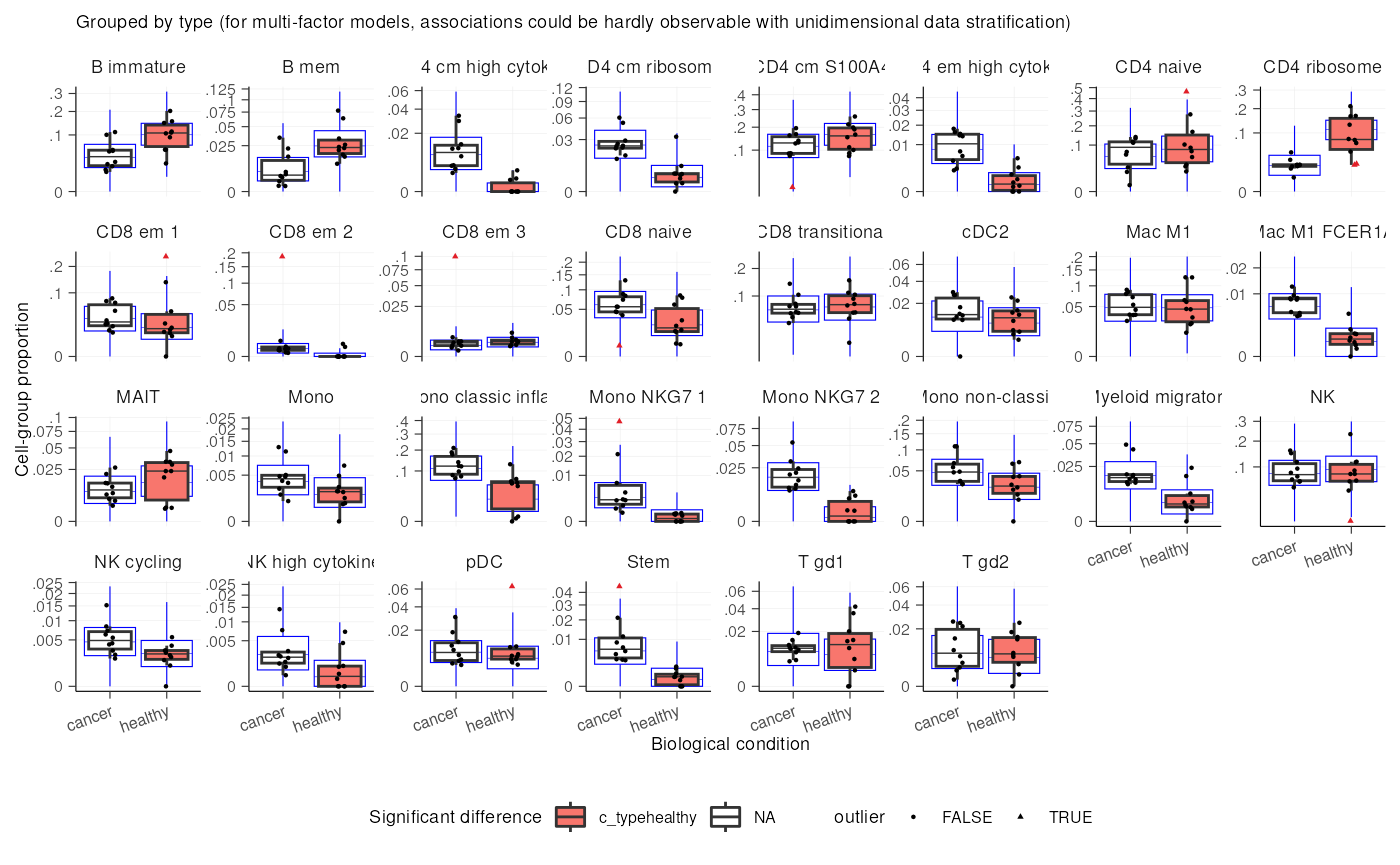 Grouped by type (for multi-factor models, associations could be hardly observable with unidimensional data stratification)
B immature B mem 4 cm high cytok D4 cm ribosom CD4 cm S100A4 4 em high cytok CD4 naive CD4 ribosome
.3 .2 .1 0
.125 .1 .05 .025 0
.06 .04 .02 0
.12 .09 .06 .03 0
.4 .3 .2 .1
.04 .03 .02 .01 0
.5 .4 .3 .2 .1 0
.3 .2 .1 0
CD8 em 1 CD8 em 2 CD8 em 3 CD8 naive CD8 transitiona cDC2 Mac M1 Mac M1 FCER1A
.2 .1 0
.2 .15 .1 .05 0
.1 .075 .05 .025 0
.2 .15 .1 .05 0
.2 .1
.06 .04 .02 0
.2 .15 .1 .05 0
.02 .01 0
MAIT Mono ono classic infla Mono NKG7 1 Mono NKG7 2 Mono non-classi Myeloid migrator NK
.1 .075 .05 .025 0
.025 .02 .015 .01 .005 0
.4 .3 .2 .1 0
.05 .04 .03 .02 .01 0
.075 .05 .025 0
.2 .15 .1 .05 0
.075 .05 .025 0
.3 .2 .1
cancer healthy cancer healthy
NK cycling NK high cytokine pDC Stem T gd1 T gd2
.025 .02 .015 .01 .005 0
.025 .02 .015 .01 .005 0
.06 .04 .02 0
.04 .03 .02 .01 0
.06 .04 .02 0
.06 .04 .02 0
cancer healthy cancer healthy cancer healthy cancer healthy cancer healthy cancer healthy
Cell-group proportion
Biological condition
Significant difference c_typehealthy NA outlier FALSE TRUE